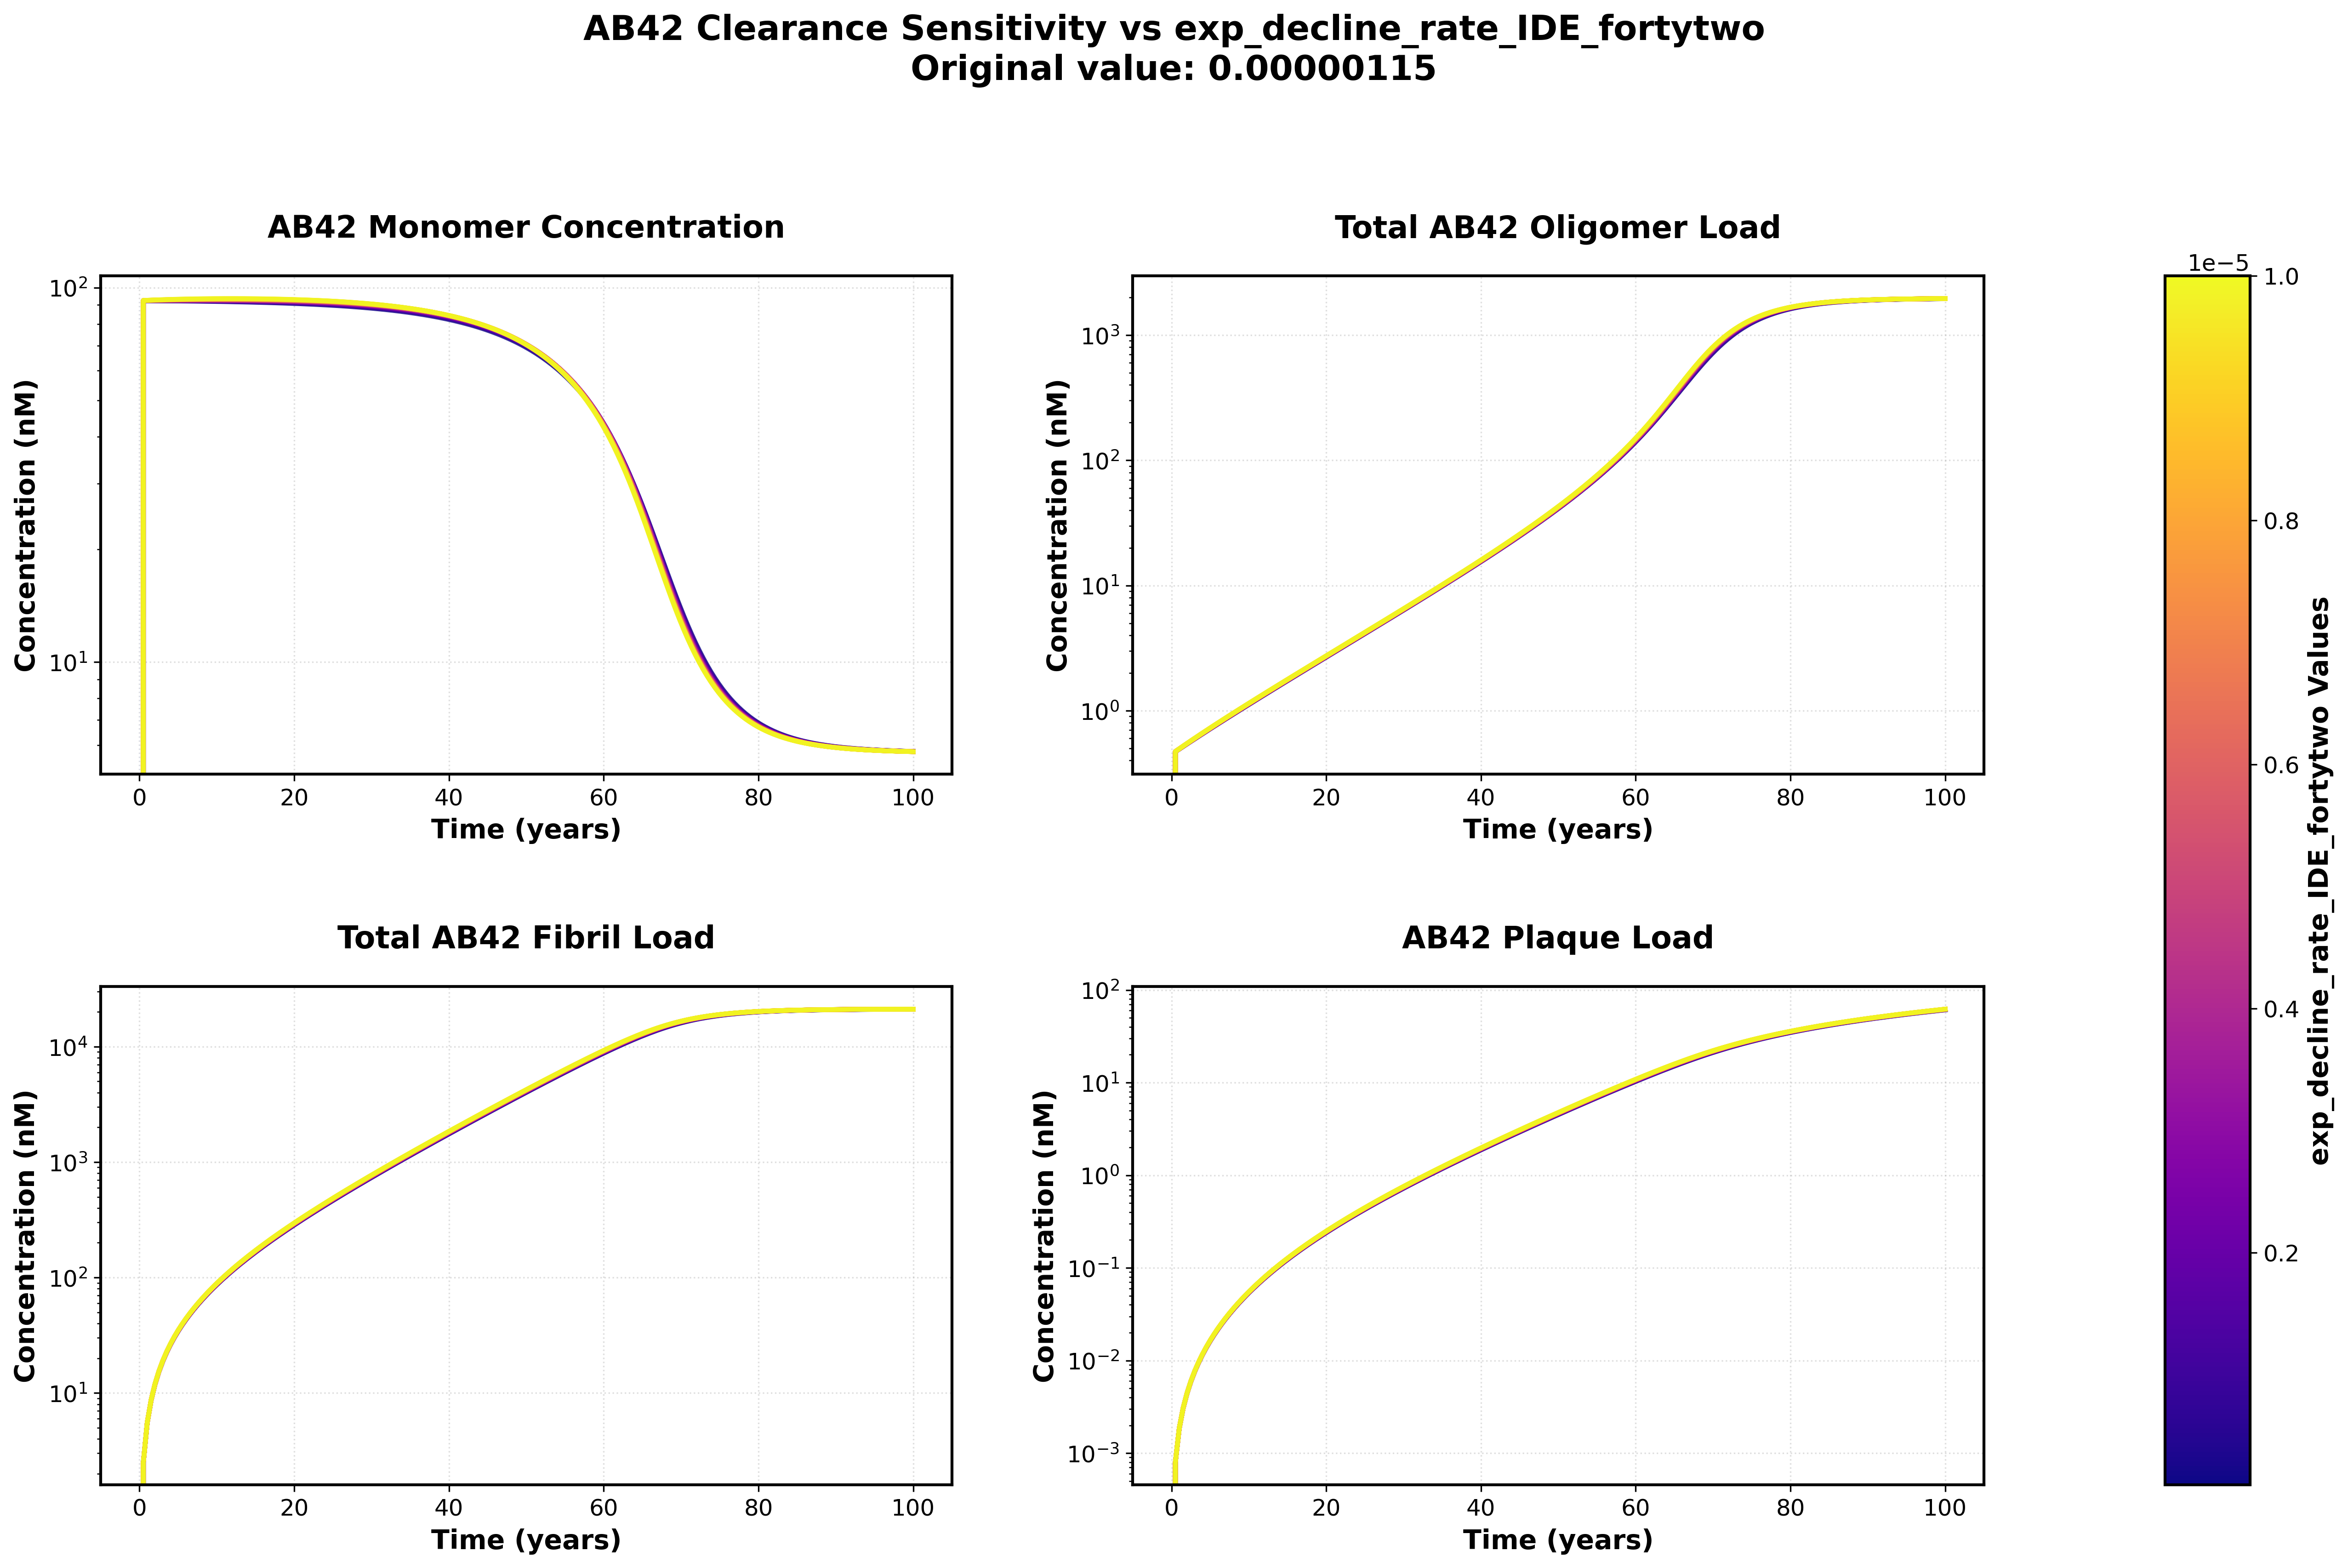 AB42 Clearance Sensitivity vs exp_decline_rate_IDE_fortytwo
Original value: 0.00000115
AB42 Monomer Concentration
Concentration (nM)
10²
10¹
0 20 40 60 80 100
Time (years)
Total AB42 Oligomer Load
Concentration (nM)
10³
10²
10¹
10⁰
0 20 40 60 80 100
Time (years)
Total AB42 Fibril Load
Concentration (nM)
10⁴
10³
10²
10¹
0 20 40 60 80 100
Time (years)
AB42 Plaque Load
Concentration (nM)
10²
10¹
10⁰
10⁻¹
10⁻²
10⁻³
0 20 40 60 80 100
Time (years)
1e−5
1.0
0.8
0.6
0.4
0.2
exp_decline_rate_IDE_fortytwo Values